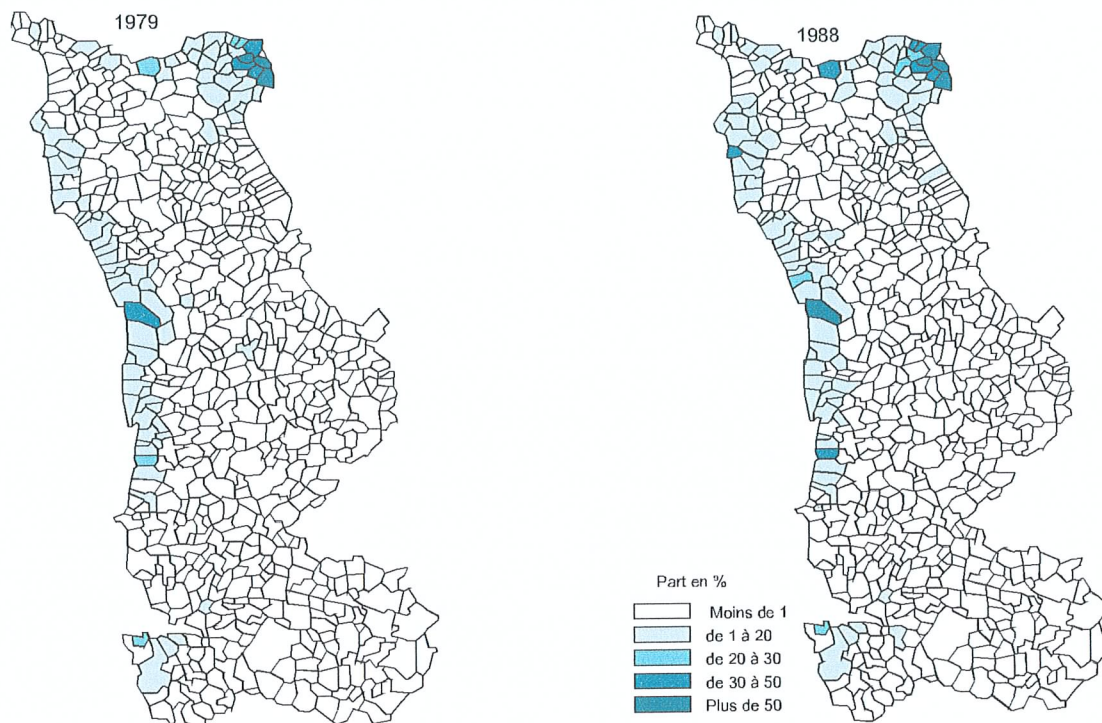 1979
1988
Part en %
Moins de 1
de 1 à 20
de 20 à 30
de 30 à 50
Plus de 50